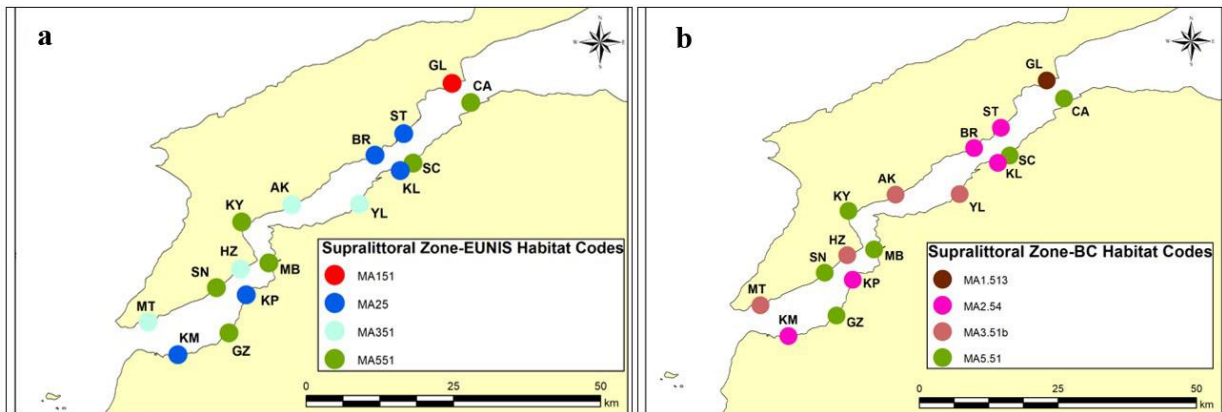 a
N
W E
S
GL
CA
ST
BR
SC
KL
AK
YL
KY
HZ
MB
SN
KP
MT
GZ
KM
Supralittoral Zone-EUNIS Habitat Codes
MA151
MA25
MA351
MA551
0 25 50
km
b
N
W E
S
GL
CA
ST
BR
SC
KL
AK
YL
KY
HZ
MB
SN
KP
MT
GZ
KM
Supralittoral Zone-BC Habitat Codes
MA1.513
MA2.54
MA3.51b
MA5.51
0 25 50
km